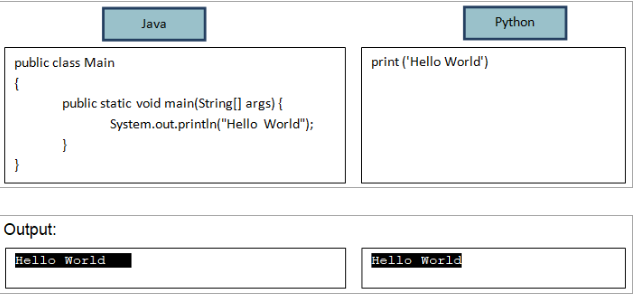 Java
public class Main
{
public static void main(String[] args) {
System.out.println("Hello World");
}
}
Python
print ('Hello World')
Output:
Hello World
Hello World